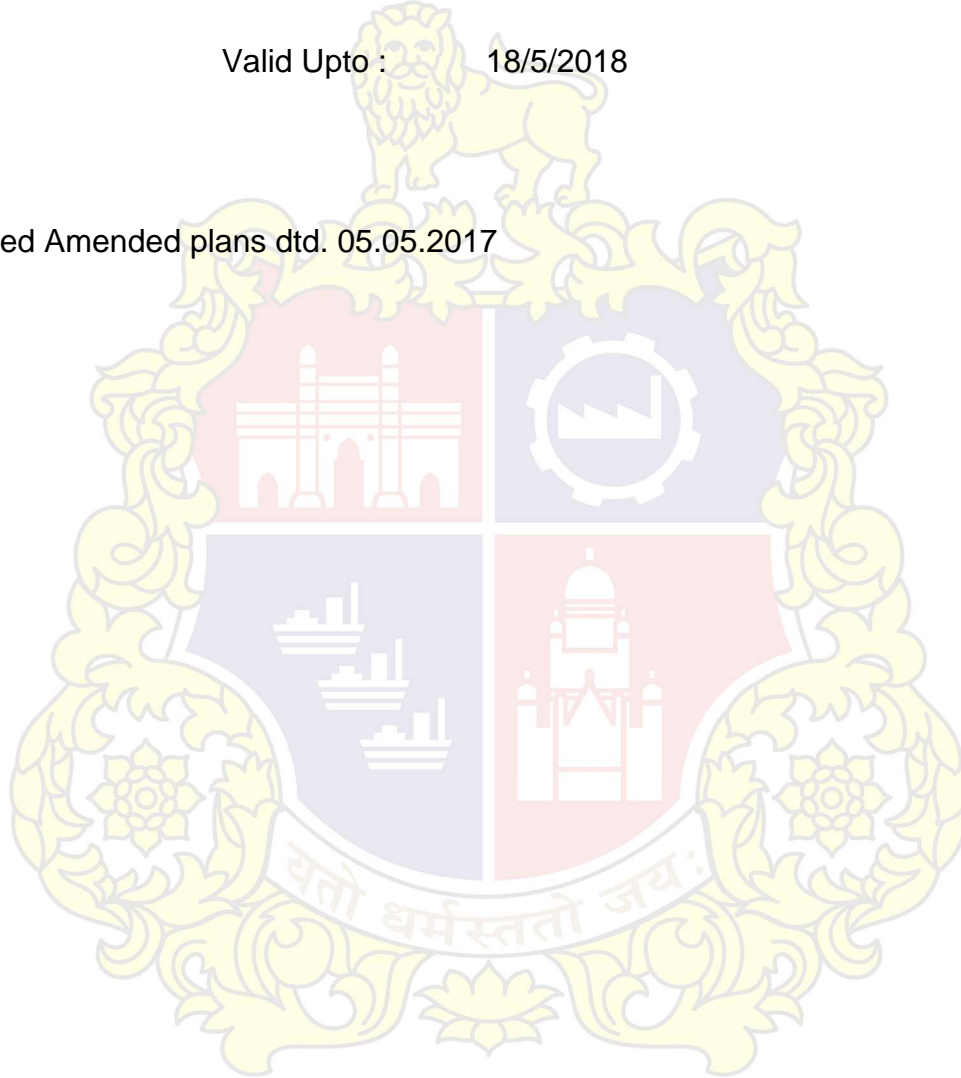 Valid Upto : 18/5/2018
ed Amended plans dtd. 05.05.2017
यतो धर्मस्ततो जय: